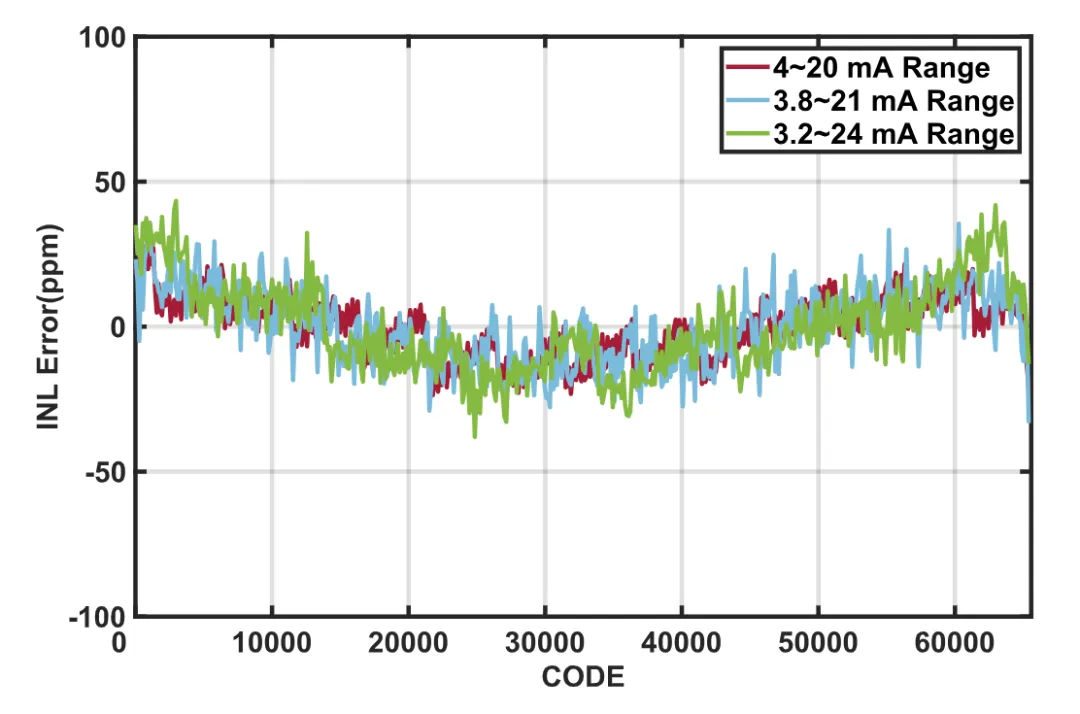 100
50
0
-50
-100
INL Error(ppm)
4~20 mA Range
3.8~21 mA Range
3.2~24 mA Range
0 10000 20000 30000 40000 50000 60000
CODE